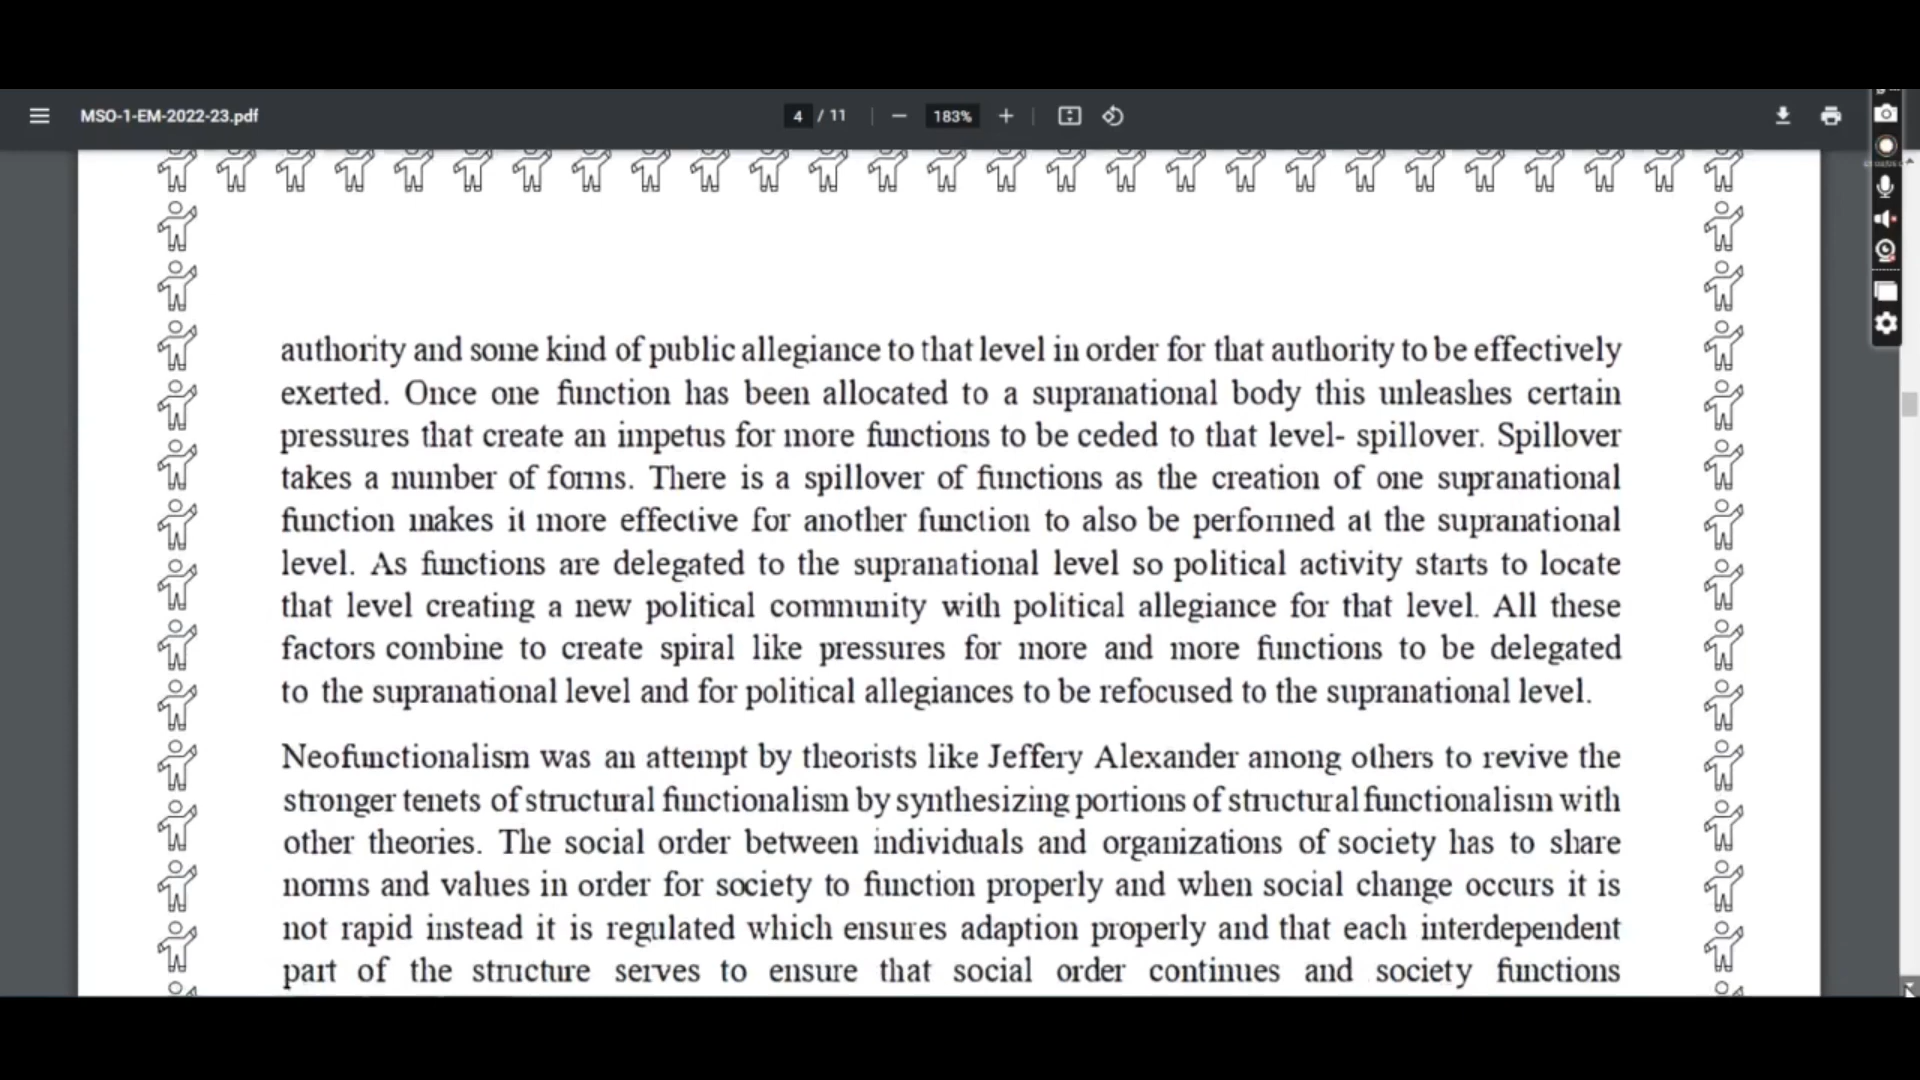 MSO-1-EM-2022-23.pdf
4 / 11
183%
authority and some kind of public allegiance to that level in order for that authority to be effectively
exerted. Once one function has been allocated to a supranational body this unleashes certain
pressures that create an impetus for more functions to be ceded to that level- spillover. Spillover
takes a number of forms. There is a spillover of functions as the creation of one supranational
function makes it more effective for another function to also be performed at the supranational
level. As functions are delegated to the supranational level so political activity starts to locate
that level creating a new political community with political allegiance for that level. All these
factors combine to create spiral like pressures for more and more functions to be delegated
to the supranational level and for political allegiances to be refocused to the supranational level.
Neofunctionalism was an attempt by theorists like Jeffery Alexander among others to revive the
stronger tenets of structural functionalism by synthesizing portions of structural functionalism with
other theories. The social order between individuals and organizations of society has to share
norms and values in order for society to function properly and when social change occurs it is
not rapid instead it is regulated which ensures adaption properly and that each interdependent
part of the structure serves to ensure that social order continues and society functions